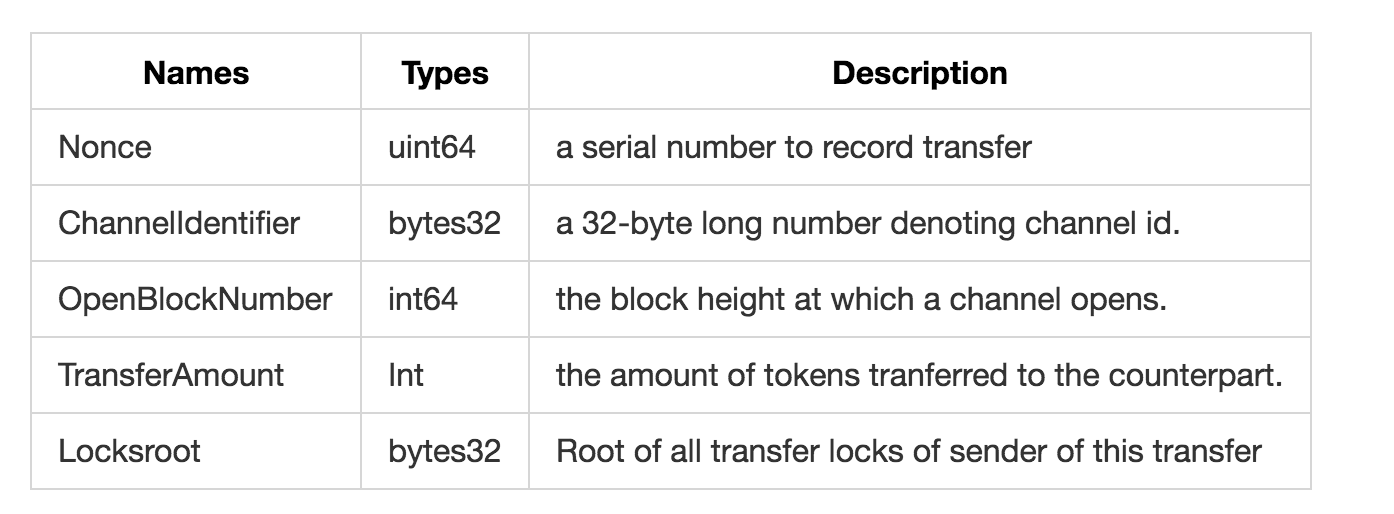 Names Types Description
Nonce uint64 a serial number to record transfer
ChannelIdentifier bytes32 a 32-byte long number denoting channel id.
OpenBlockNumber int64 the block height at which a channel opens.
TransferAmount Int the amount of tokens tranferred to the counterpart.
Locksroot bytes32 Root of all transfer locks of sender of this transfer